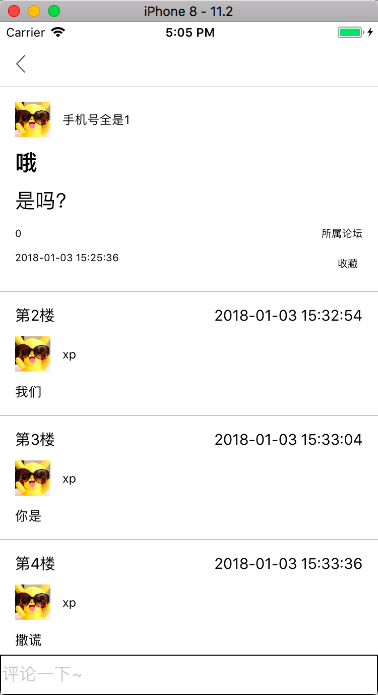 iPhone 8 - 11.2
Carrier 5:05 PM
手机号全是1
哦
是吗?
0 所属论坛
2018-01-03 15:25:36 收藏
第2楼 2018-01-03 15:32:54
xp
我们
第3楼 2018-01-03 15:33:04
xp
你是
第4楼 2018-01-03 15:33:36
xp
撒谎
评论一下~